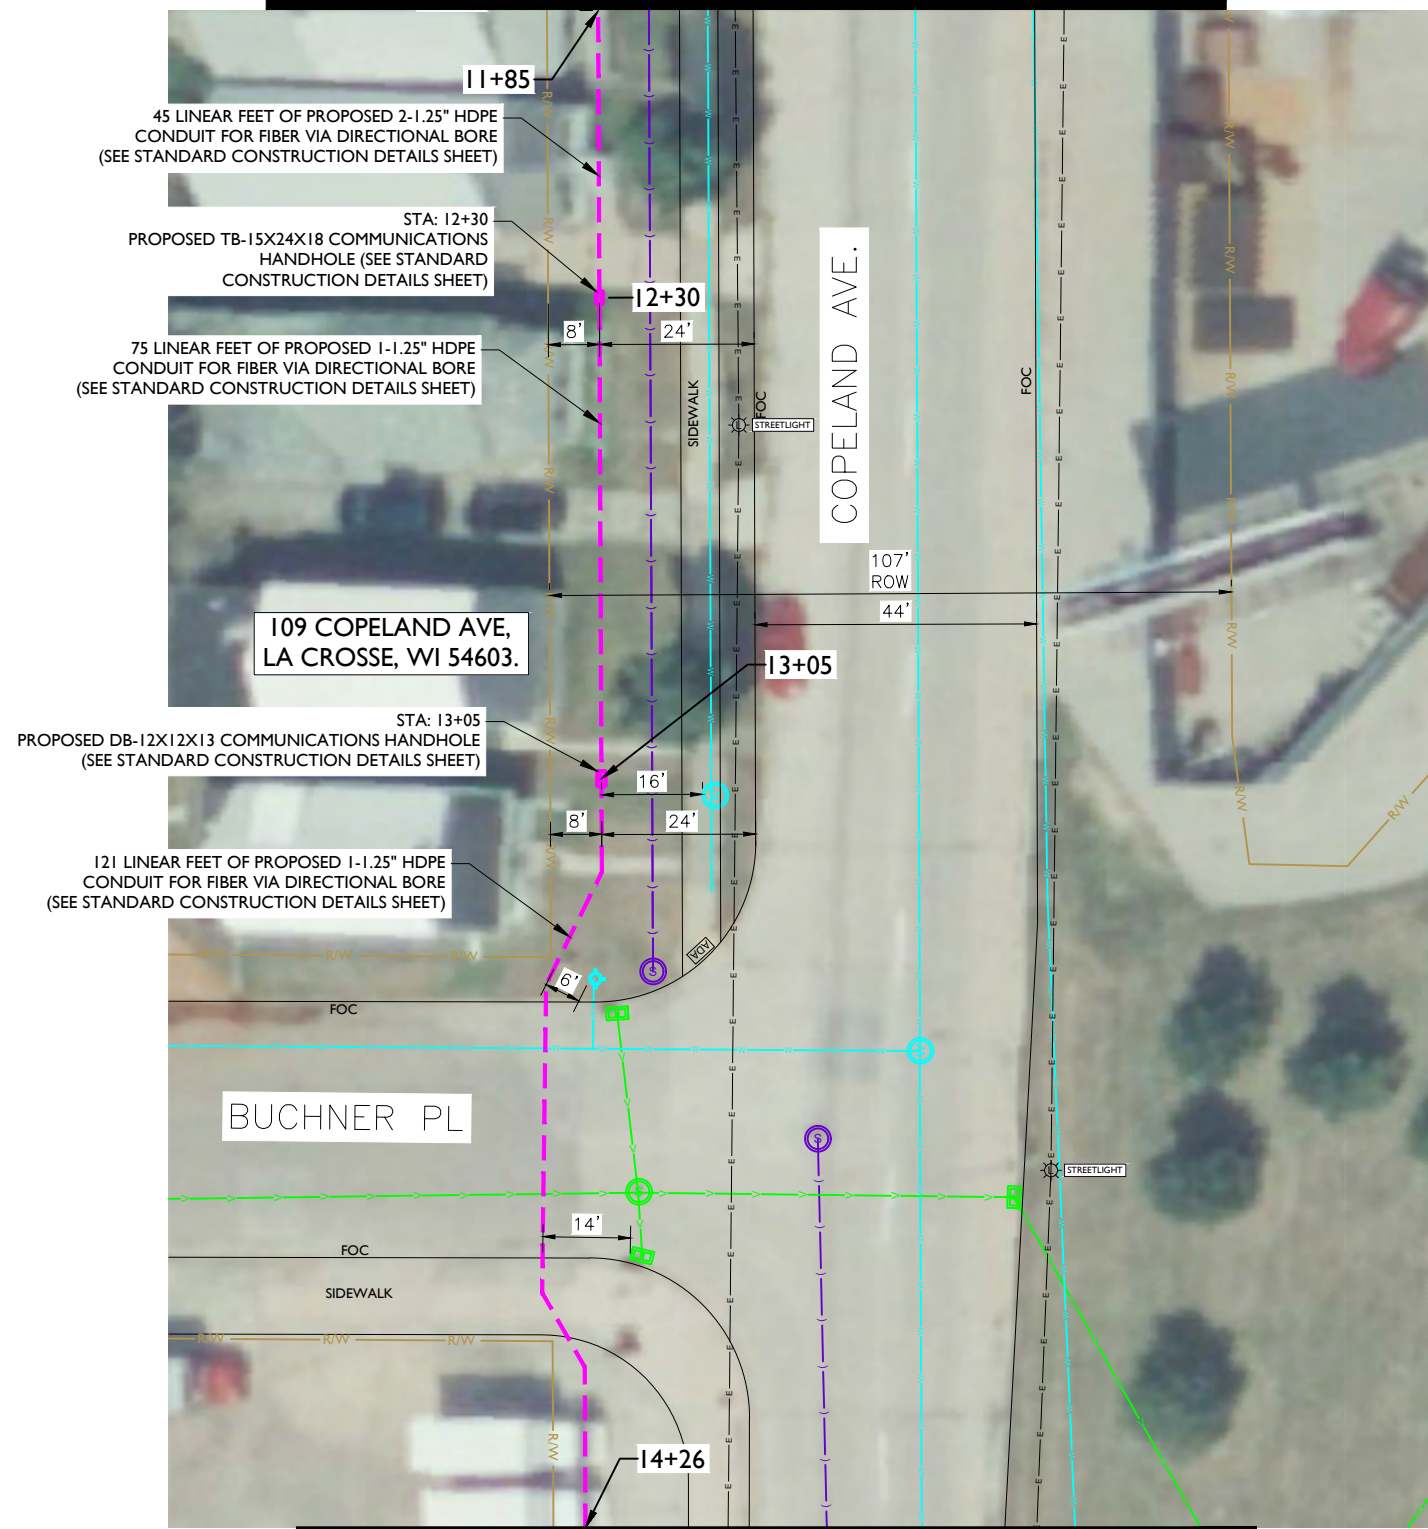 11+85
45 LINEAR FEET OF PROPOSED 2-1.25" HDPE
CONDUIT FOR FIBER VIA DIRECTIONAL BORE
(SEE STANDARD CONSTRUCTION DETAILS SHEET)
STA: 12+30
PROPOSED TB-15X24X18 COMMUNICATIONS
HANDHOLE (SEE STANDARD
CONSTRUCTION DETAILS SHEET)
12+30
8'
24'
75 LINEAR FEET OF PROPOSED 1-1.25" HDPE
CONDUIT FOR FIBER VIA DIRECTIONAL BORE
(SEE STANDARD CONSTRUCTION DETAILS SHEET)
SIDEWALK
FOC
STREETLIGHT
COPELAND AVE.
FOC
107'
ROW
44'
109 COPELAND AVE,
LA CROSSE, WI 54603.
13+05
STA: 13+05
PROPOSED DB-12X12X13 COMMUNICATIONS HANDHOLE
(SEE STANDARD CONSTRUCTION DETAILS SHEET)
16'
8'
24'
121 LINEAR FEET OF PROPOSED 1-1.25" HDPE
CONDUIT FOR FIBER VIA DIRECTIONAL BORE
(SEE STANDARD CONSTRUCTION DETAILS SHEET)
R/W R/W R/W
ADA
S
6'
FOC
BUCHNER PL
S
STREETLIGHT
14'
FOC
SIDEWALK
R/W R/W R/W
14+26